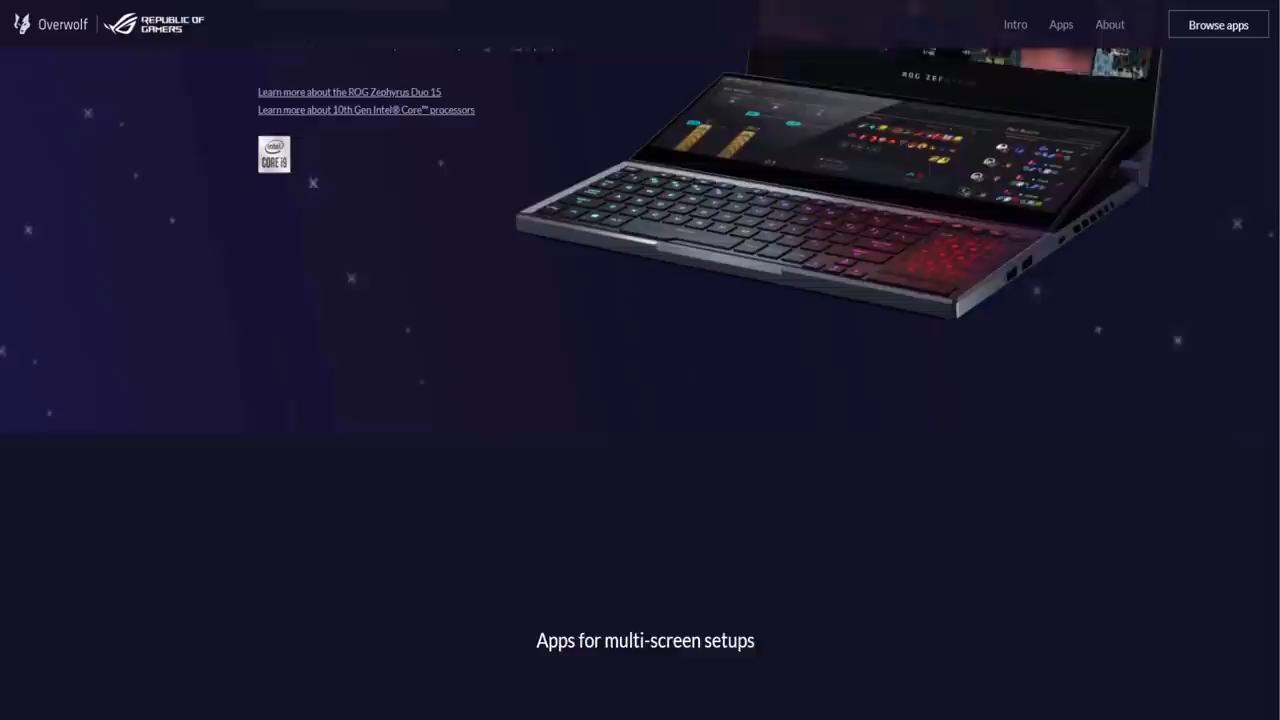 Overwolf
REPUBLIC OF
GAMERS
Intro
Apps
About
Browse apps
Learn more about the ROG Zephyrus Duo 15
Learn more about 10th Gen Intel® Core™ processors
intel
CORE i9
ROG ZEPHYRUS
Apps for multi-screen setups